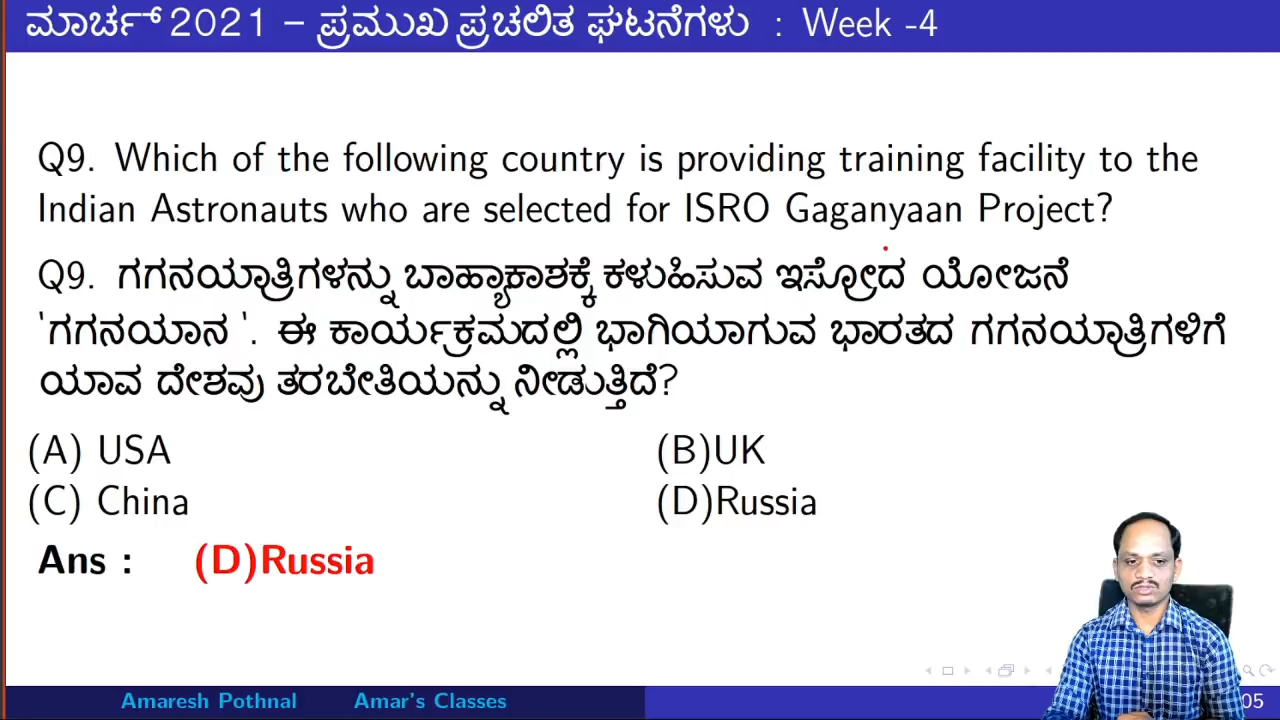 ಮಾರ್ಚ್ 2021 – ಪ್ರಮುಖ ಪ್ರಚಲಿತ ಘಟನೆಗಳು : Week -4
Q9. Which of the following country is providing training facility to the
Indian Astronauts who are selected for ISRO Gaganyaan Project?
Q9. ಗಗನಯಾತ್ರಿಗಳನ್ನು ಬಾಹ್ಯಾಕಾಶಕ್ಕೆ ಕಳುಹಿಸುವ ಇಸ್ರೋದ ಯೋಜನೆ
'ಗಗನಯಾನ '. ಈ ಕಾರ್ಯಕ್ರಮದಲ್ಲಿ ಭಾಗಿಯಾಗುವ ಭಾರತದ ಗಗನಯಾತ್ರಿಗಳಿಗೆ
ಯಾವ ದೇಶವು ತರಬೇತಿಯನ್ನು ನೀಡುತ್ತಿದೆ?
(A) USA (B)UK
(C) China (D)Russia
Ans : (D)Russia
Amaresh Pothnal Amar's Classes 05